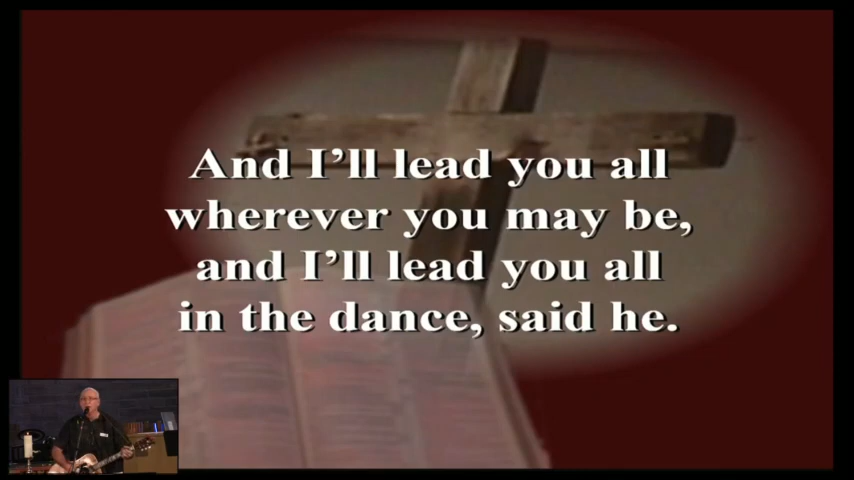 And I’ll lead you all
wherever you may be,
and I’ll lead you all
in the dance, said he.